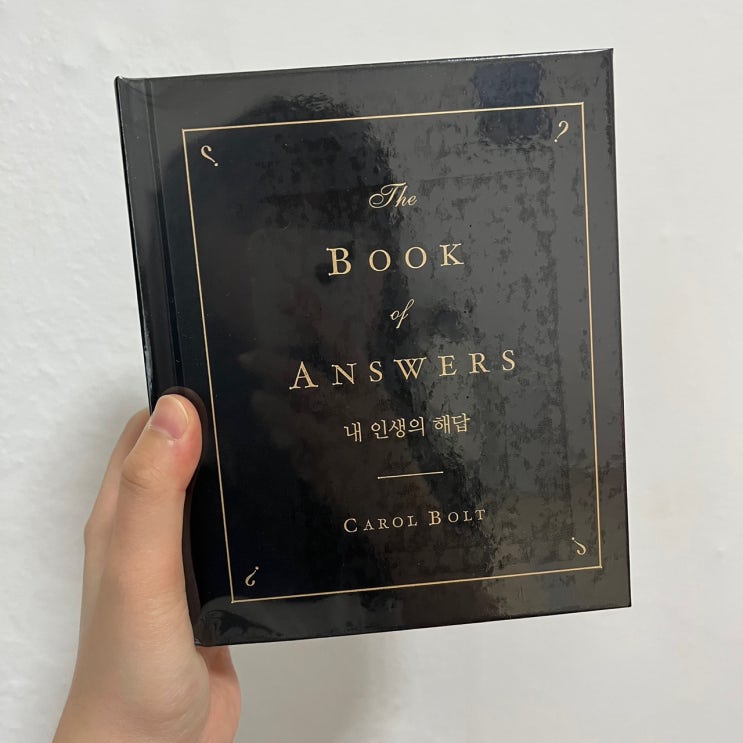 The
BOOK
of
ANSWERS
내 인생의 해답
CAROL BOLT